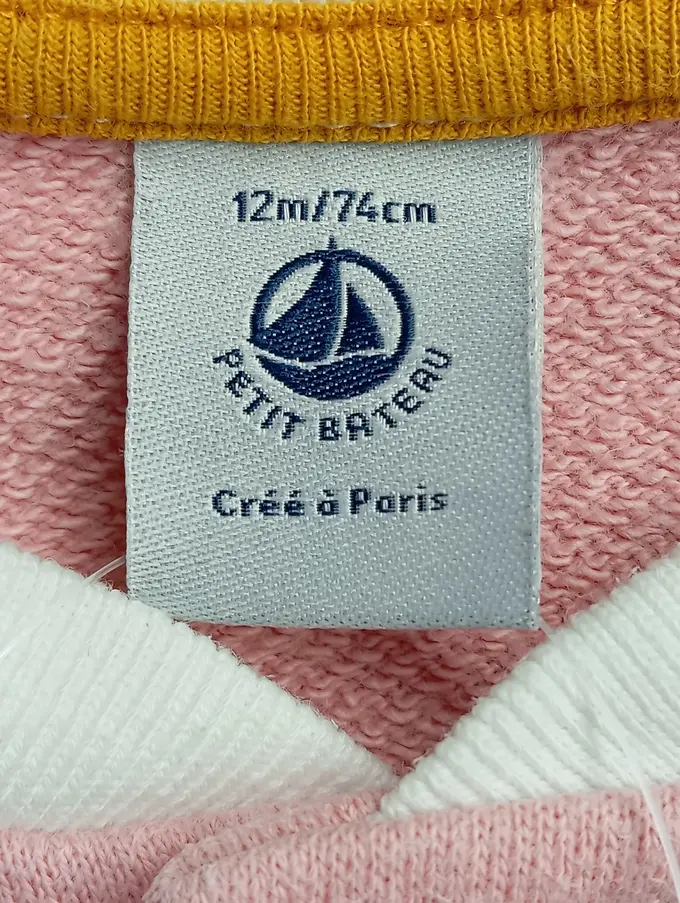 12m/74cm
PETIT BATEAU
Créé à Paris